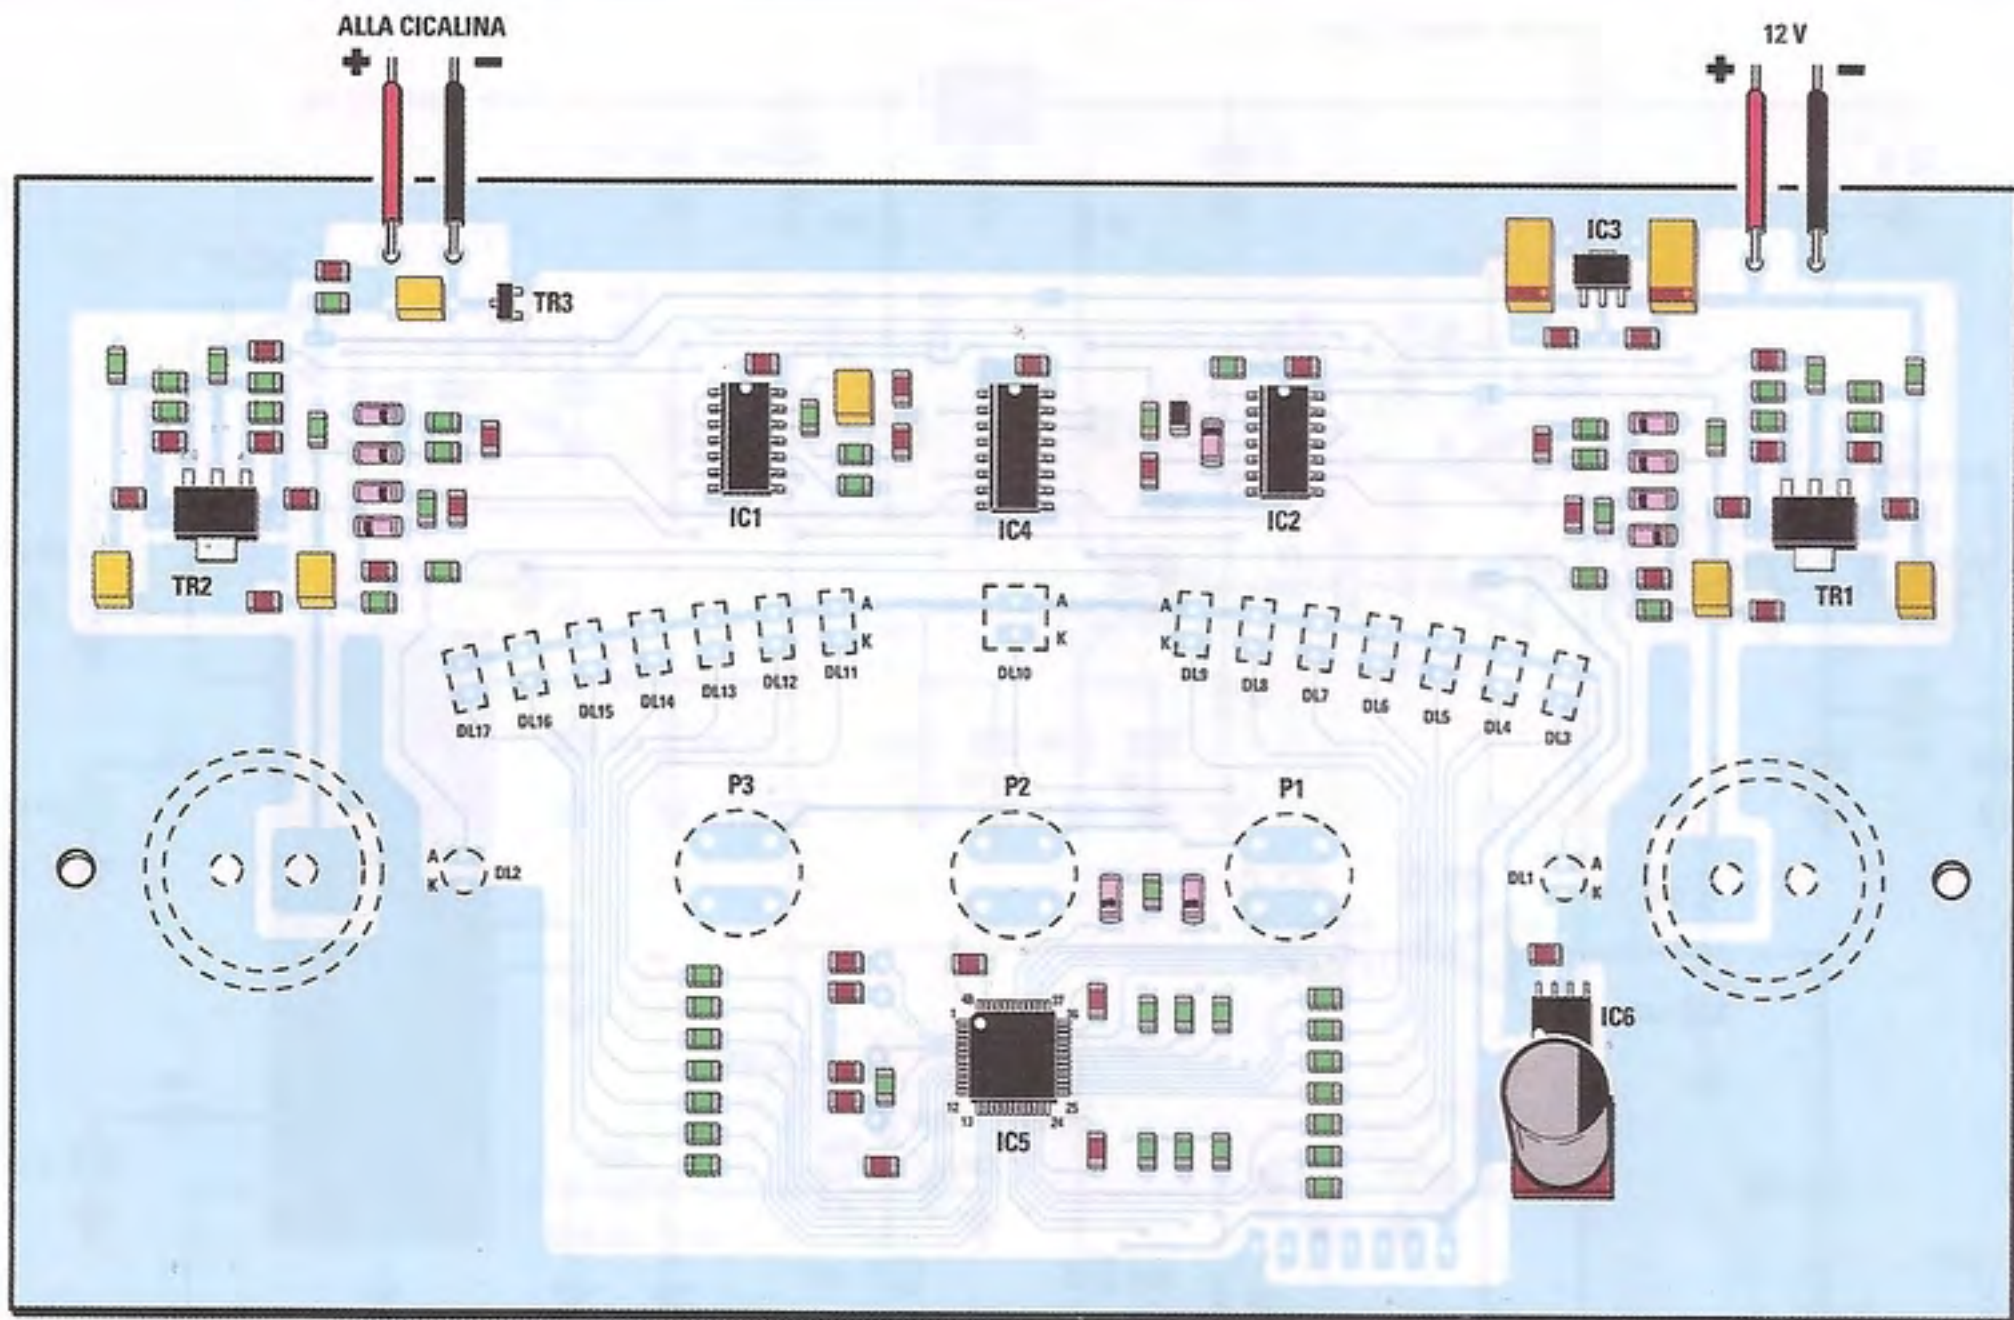 ALLA CICALINA
+ -
12 V
+ -
IC3
TR3
IC1
IC4
IC2
TR2
TR1
A A
K K
DL17 DL16 DL15 DL14 DL13 DL12 DL11 DL10 DL9 DL8 DL7 DL6 DL5 DL4 DL3
P3 P2 P1
A
K
DL2
DL1
A
K
A
K
48 37
1 36
12 25
13 24
IC5
IC6